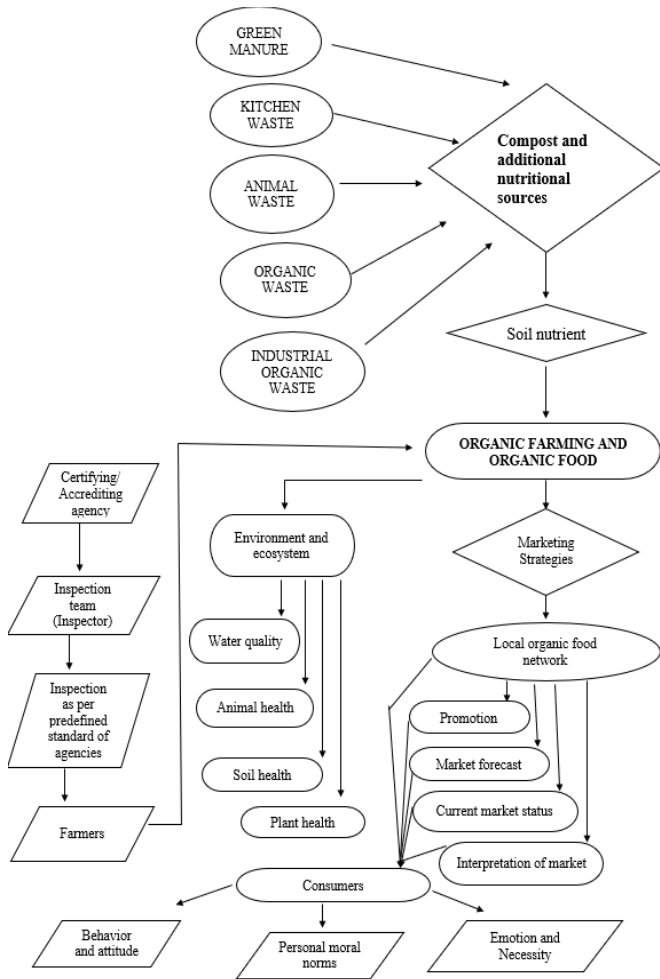 GREEN
MANURE
KITCHEN
WASTE
ANIMAL
WASTE
ORGANIC
WASTE
INDUSTRIAL
ORGANIC
WASTE
Compost and
additional
nutritional
sources
Soil nutrient
ORGANIC FARMING AND
ORGANIC FOOD
Certifying/
Accrediting
agency
Inspection
team
(Inspector)
Inspection
as per
predefined
standard of
agencies
Farmers
Environment and
ecosystem
Water quality
Animal health
Soil health
Plant health
Marketing
Strategies
Local organic food
network
Promotion
Market forecast
Current market status
Interpretation of market
Consumers
Behavior
and attitude
Personal moral
norms
Emotion and
Necessity